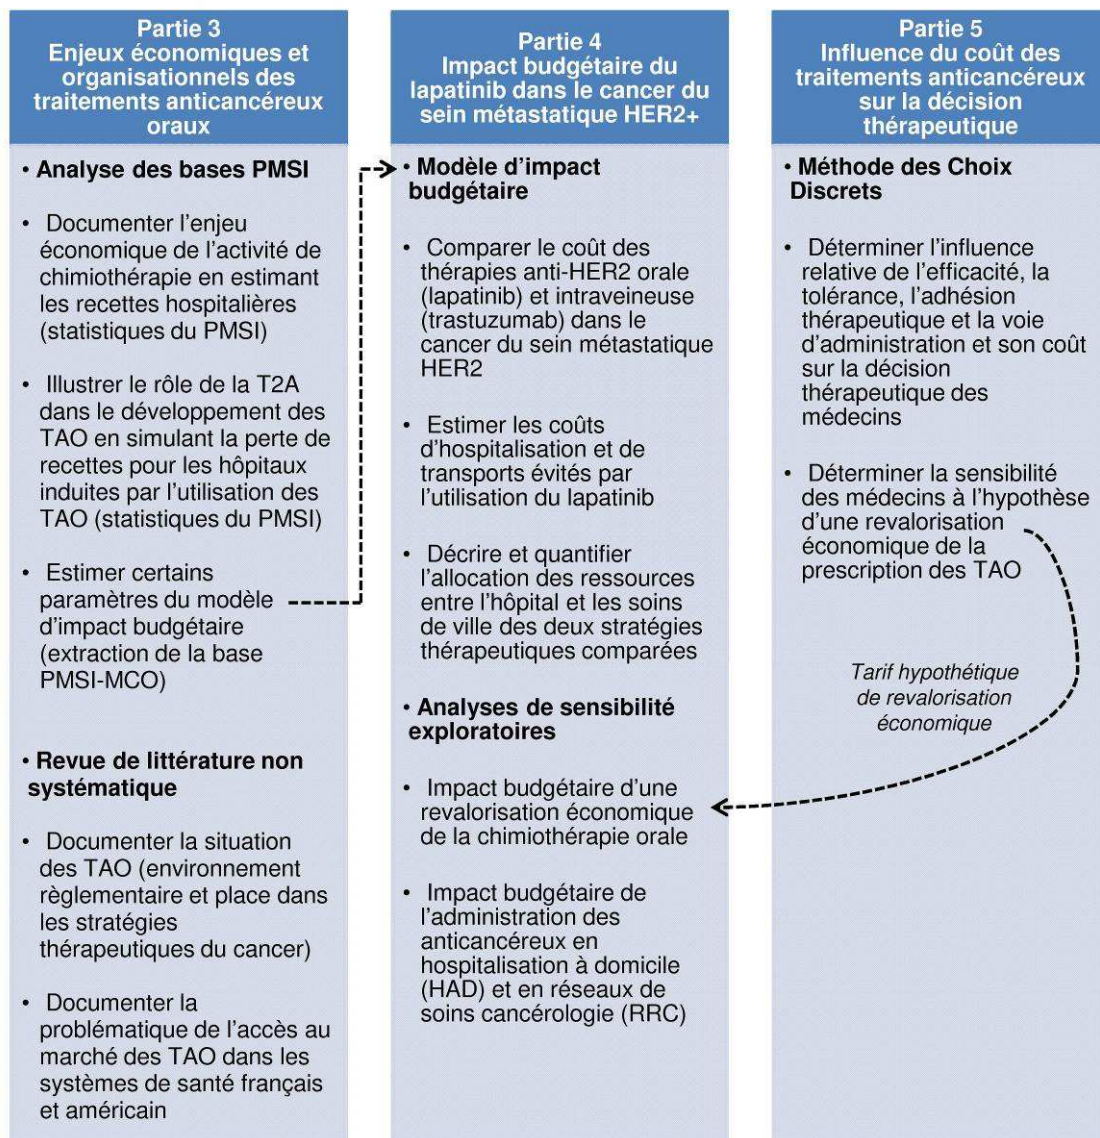 Partie 3
Enjeux économiques et
organisationnels des
traitements anticancéreux
oraux
• Analyse des bases PMSI
• Documenter l’enjeu
économique de l’activité de
chimiothérapie en estimant
les recettes hospitalières
(statistiques du PMSI)
• Illustrer le rôle de la T2A
dans le développement des
TAO en simulant la perte de
recettes pour les hôpitaux
induites par l’utilisation des
TAO (statistiques du PMSI)
• Estimer certains
paramètres du modèle
d’impact budgétaire
(extraction de la base
PMSI-MCO)
• Revue de littérature non
systématique
• Documenter la situation
des TAO (environnement
règlementaire et place dans
les stratégies
thérapeutiques du cancer)
• Documenter la
problématique de l’accès au
marché des TAO dans les
systèmes de santé français
et américain
Partie 4
Impact budgétaire du
lapatinib dans le cancer du
sein métastatique HER2+
• Modèle d’impact
budgétaire
• Comparer le coût des
thérapies anti-HER2 orale
(lapatinib) et intraveineuse
(trastuzumab) dans le
cancer du sein métastatique
HER2
• Estimer les coûts
d’hospitalisation et de
transports évités par
l’utilisation du lapatinib
• Décrire et quantifier
l’allocation des ressources
entre l’hôpital et les soins
de ville des deux stratégies
thérapeutiques comparées
• Analyses de sensibilité
exploratoires
• Impact budgétaire d’une
revalorisation économique
de la chimiothérapie orale
• Impact budgétaire de
l’administration des
anticancéreux en
hospitalisation à domicile
(HAD) et en réseaux de
soins cancérologie (RRC)
Partie 5
Influence du coût des
traitements anticancéreux
sur la décision
thérapeutique
• Méthode des Choix
Discrets
• Déterminer l’influence
relative de l’efficacité, la
tolérance, l’adhésion
thérapeutique et la voie
d’administration et son coût
sur la décision
thérapeutique des
médecins
• Déterminer la sensibilité
des médecins à l’hypothèse
d’une revalorisation
économique de la
prescription des TAO
Tarif hypothétique
de revalorisation
économique